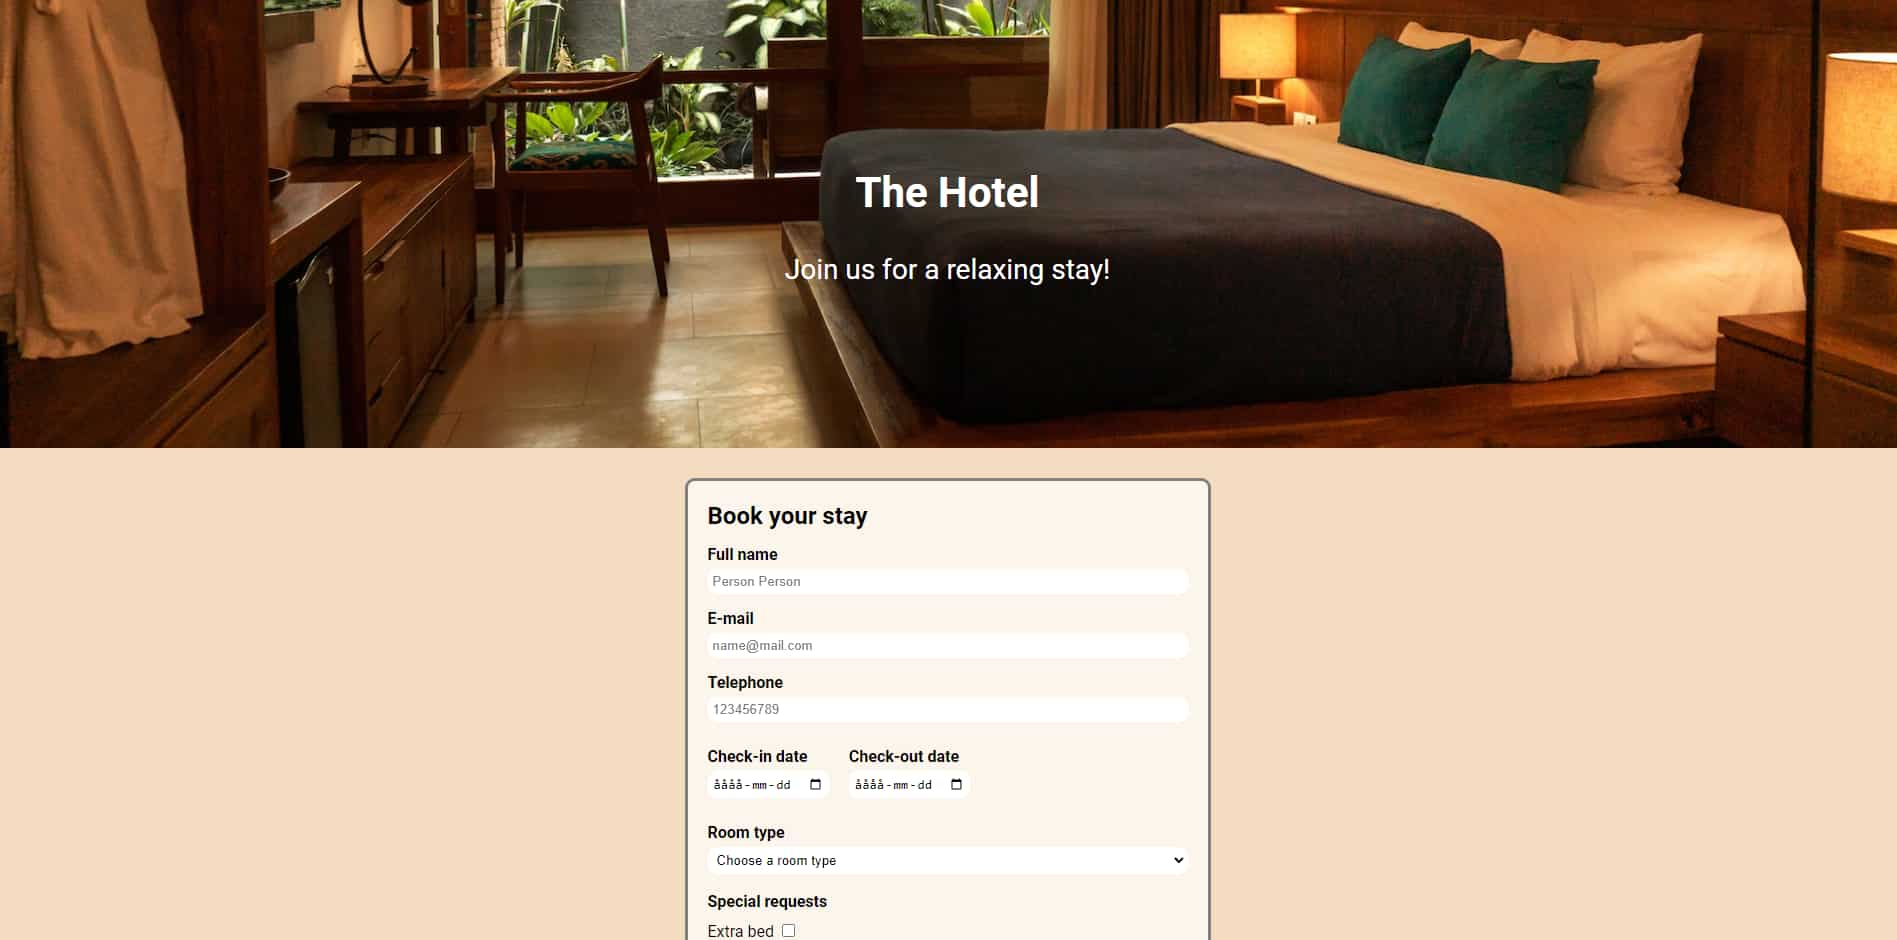 The Hotel
Join us for a relaxing stay!
Book your stay
Full name
Person Person
E-mail
name@mail.com
Telephone
123456789
Check-in date Check-out date
åååå-mm-dd åååå-mm-dd
Room type
Choose a room type
Special requests
Extra bed